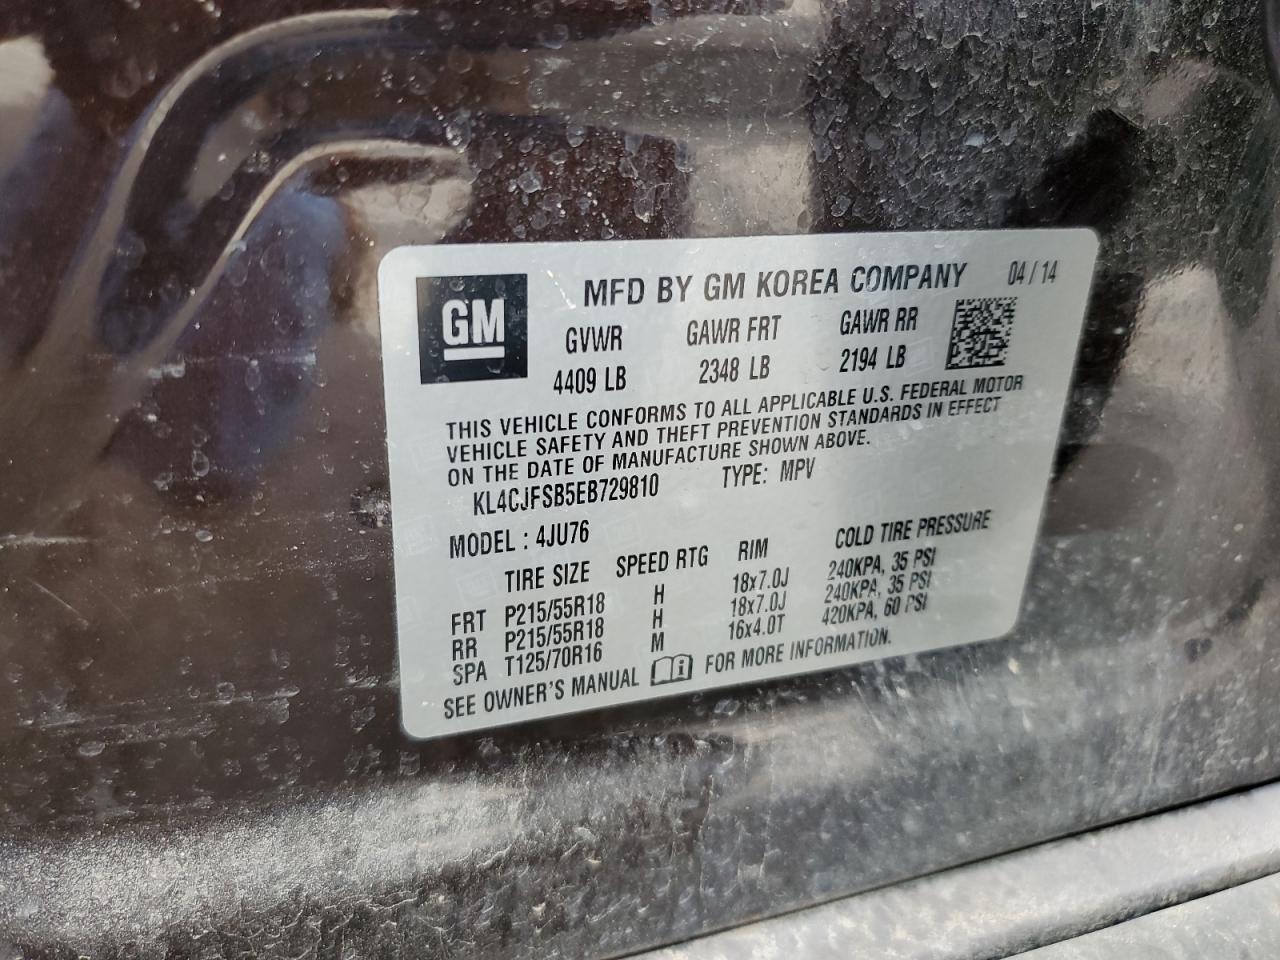 MFD BY GM KOREA COMPANY 04/14
GM
GVWR GAWR FRT GAWR RR
4409 LB 2348 LB 2194 LB
THIS VEHICLE CONFORMS TO ALL APPLICABLE U.S. FEDERAL MOTOR
VEHICLE SAFETY AND THEFT PREVENTION STANDARDS IN EFFECT
ON THE DATE OF MANUFACTURE SHOWN ABOVE.
KL4CJFSB5EB729810 TYPE: MPV
MODEL : 4JU76
TIRE SIZE SPEED RTG RIM COLD TIRE PRESSURE
FRT P215/55R18 H 18x7.0J 240KPA, 35 PSI
RR P215/55R18 H 18x7.0J 240KPA, 35 PSI
SPA T125/70R16 M 16x4.0T 420KPA, 60 PSI
SEE OWNER'S MANUAL FOR MORE INFORMATION.